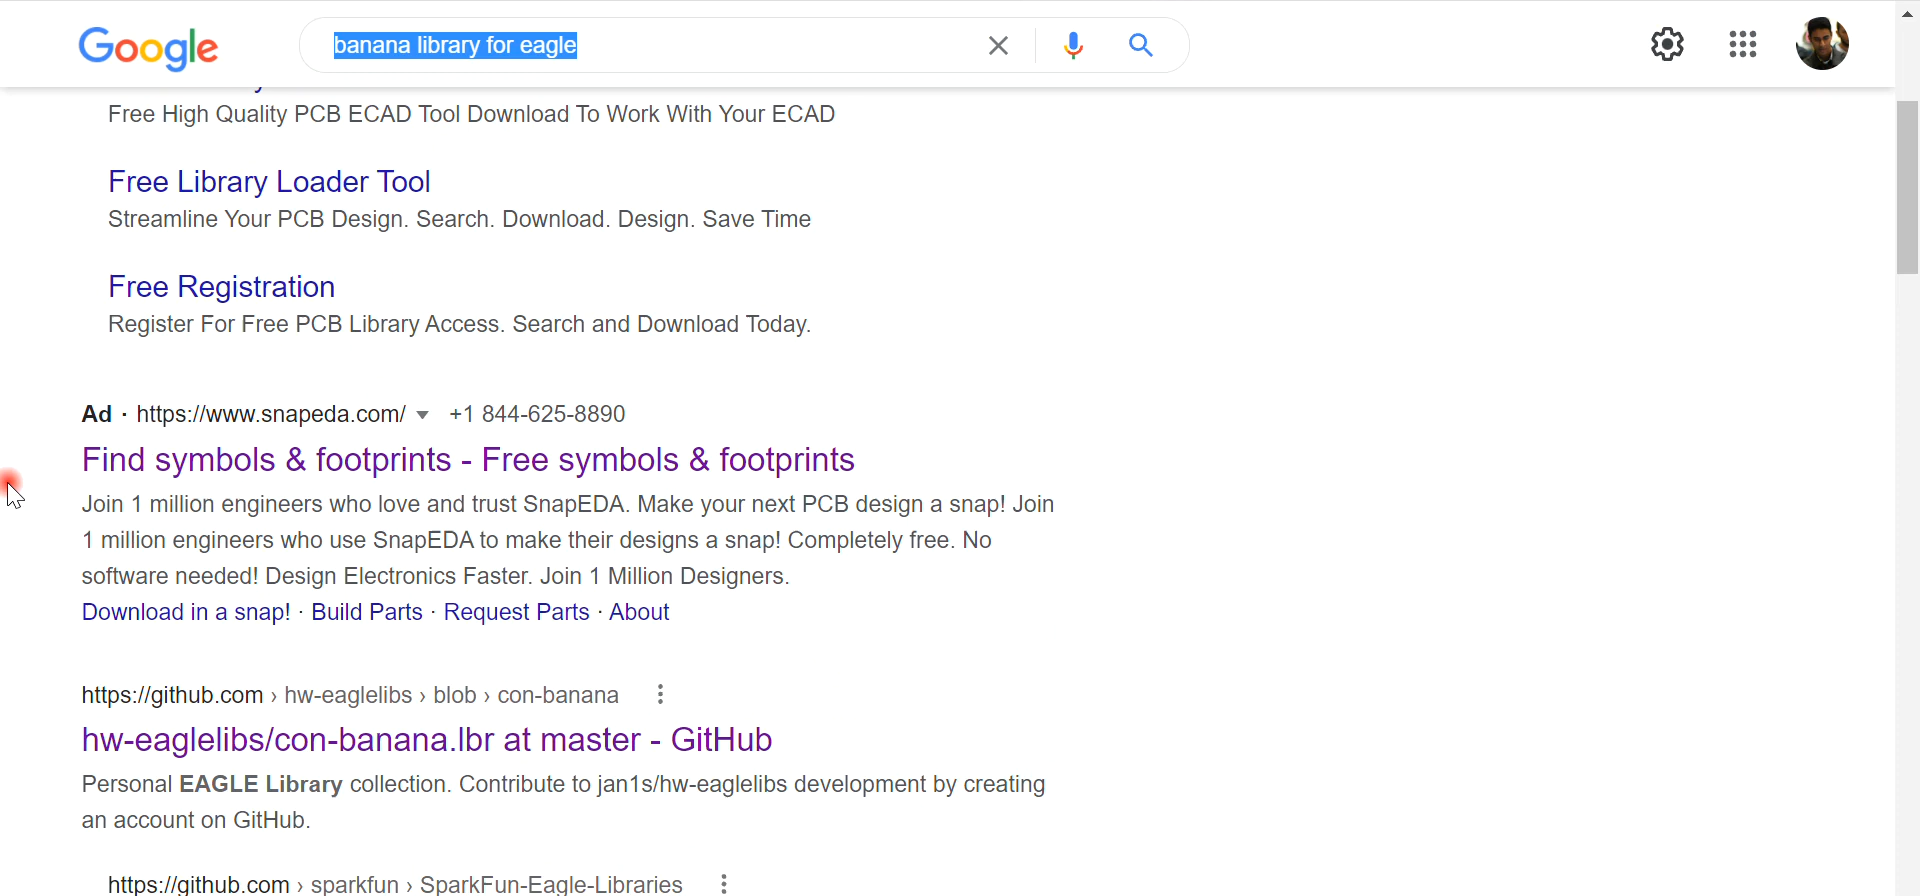 Google
banana library for eagle
Free High Quality PCB ECAD Tool Download To Work With Your ECAD
Free Library Loader Tool
Streamline Your PCB Design. Search. Download. Design. Save Time
Free Registration
Register For Free PCB Library Access. Search and Download Today.
Ad · https://www.snapeda.com/ +1 844-625-8890
Find symbols & footprints - Free symbols & footprints
Join 1 million engineers who love and trust SnapEDA. Make your next PCB design a snap! Join
1 million engineers who use SnapEDA to make their designs a snap! Completely free. No
software needed! Design Electronics Faster. Join 1 Million Designers.
Download in a snap! · Build Parts · Request Parts · About
https://github.com › hw-eaglelibs › blob › con-banana
hw-eaglelibs/con-banana.lbr at master - GitHub
Personal EAGLE Library collection. Contribute to jan1s/hw-eaglelibs development by creating
an account on GitHub.
https://github.com › sparkfun › SparkFun-Eagle-Libraries